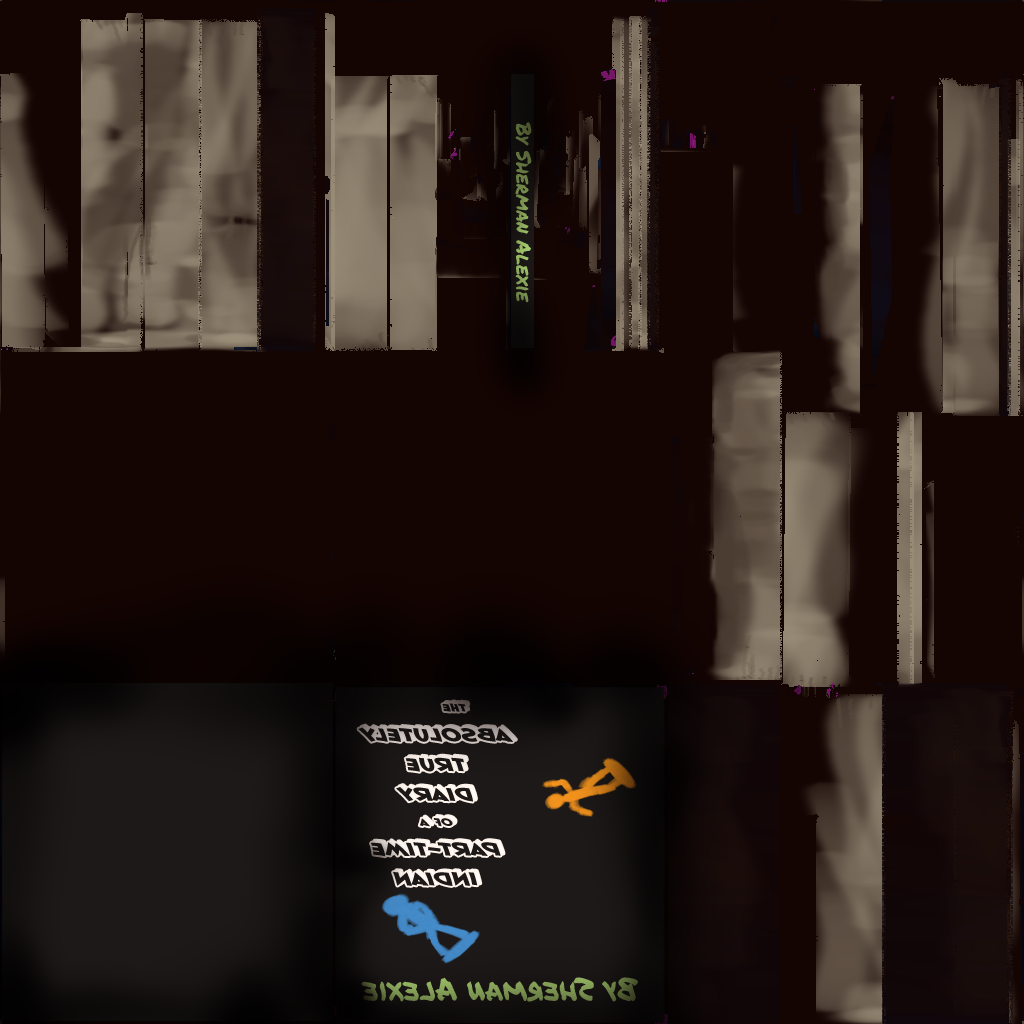 By Sherman Alexie
THE
ABSOLUTELY
TRUE
DIARY
OF A
PART-TIME
INDIAN
By Sherman Alexie